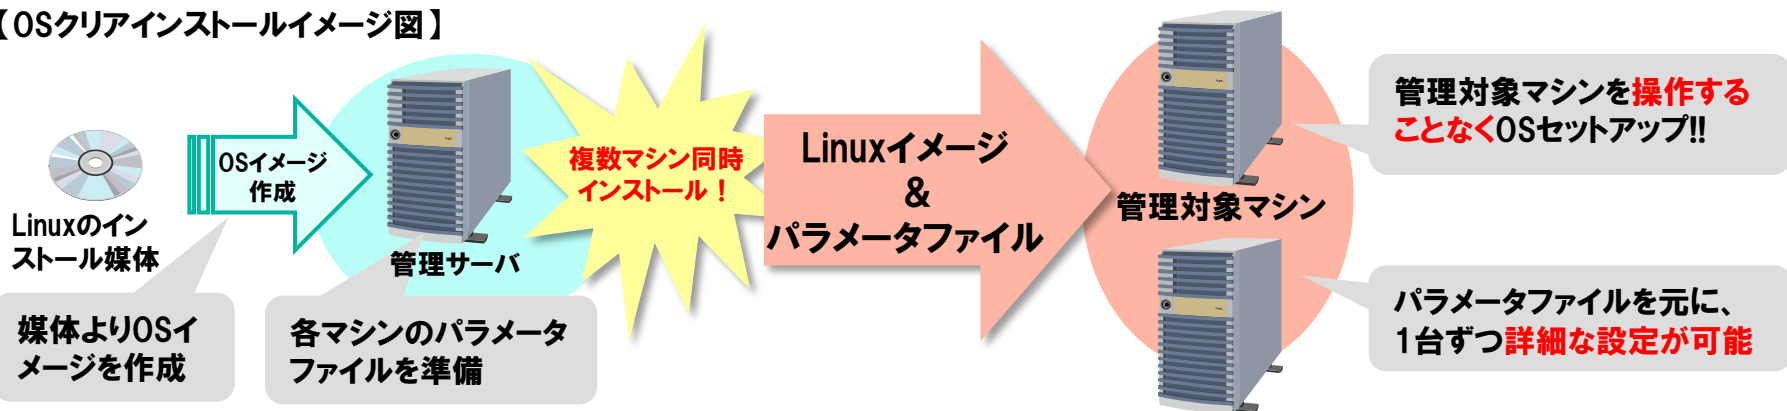 【OSクリアインストールイメージ図】
Linuxのイン
ストール媒体
OSイメージ
作成
媒体よりOSイ
メージを作成
管理サーバ
各マシンのパラメータ
ファイルを準備
複数マシン同時
インストール！
Linuxイメージ
&
パラメータファイル
管理対象マシン
管理対象マシンを操作する
ことなくOSセットアップ!!
パラメータファイルを元に、
1台ずつ詳細な設定が可能